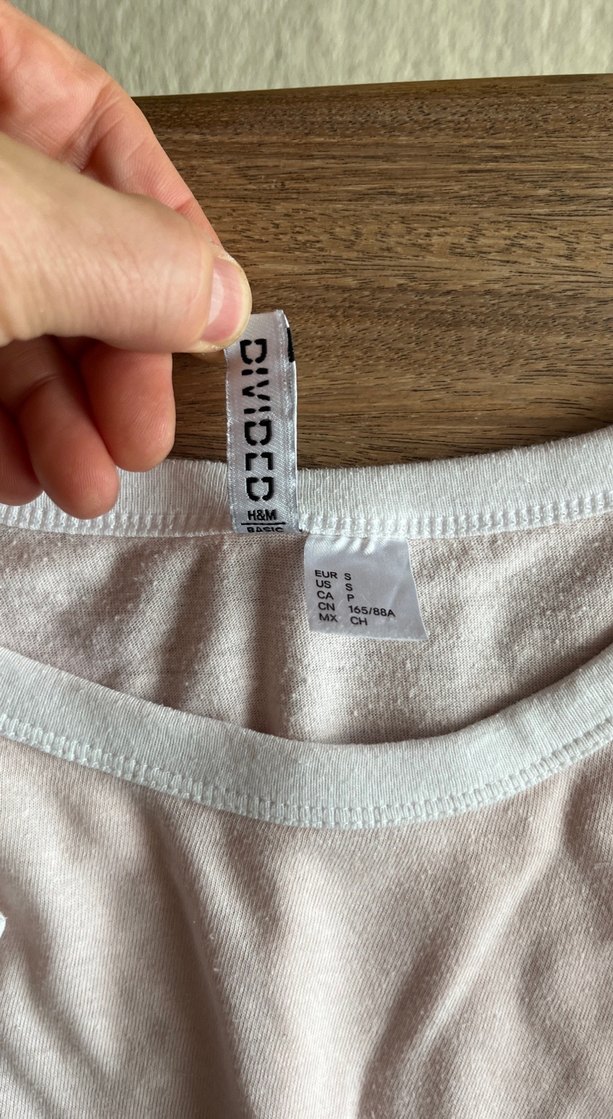 DIVIDED
H&M
BASIC
EUR S
US S
CA P
CN 165/88A
MX CH